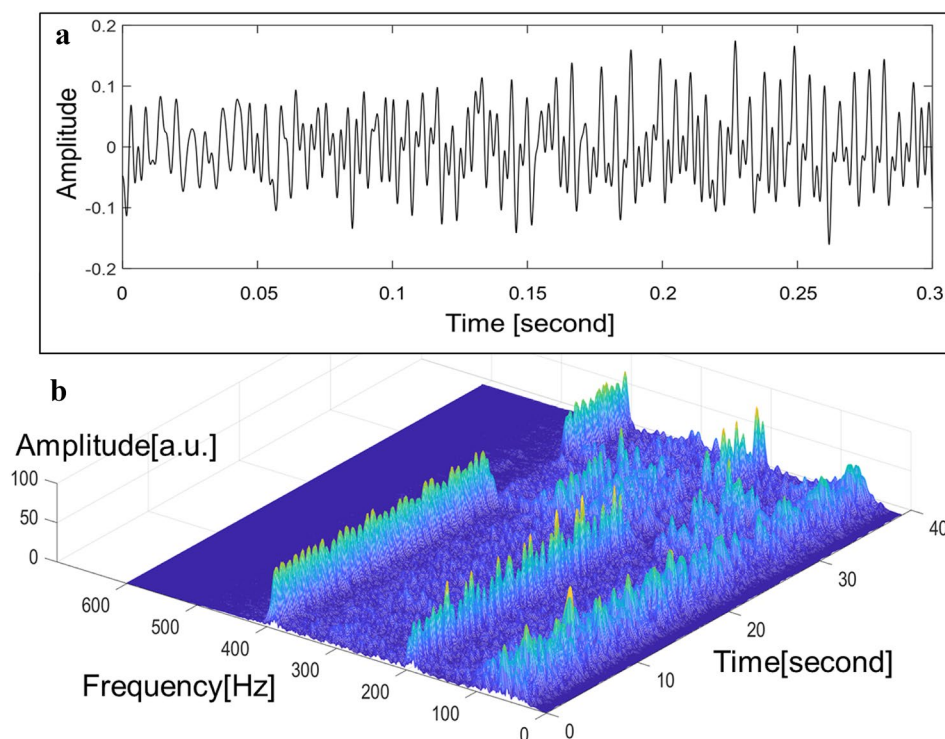 a
0.2
0.1
0
-0.1
-0.2
Amplitude
0 0.05 0.1 0.15 0.2 0.25 0.3
Time [second]
b
Amplitude[a.u.]
100
50
0
600
500
400
300
200
100
0
Frequency[Hz]
0
10
20
30
40
Time[second]